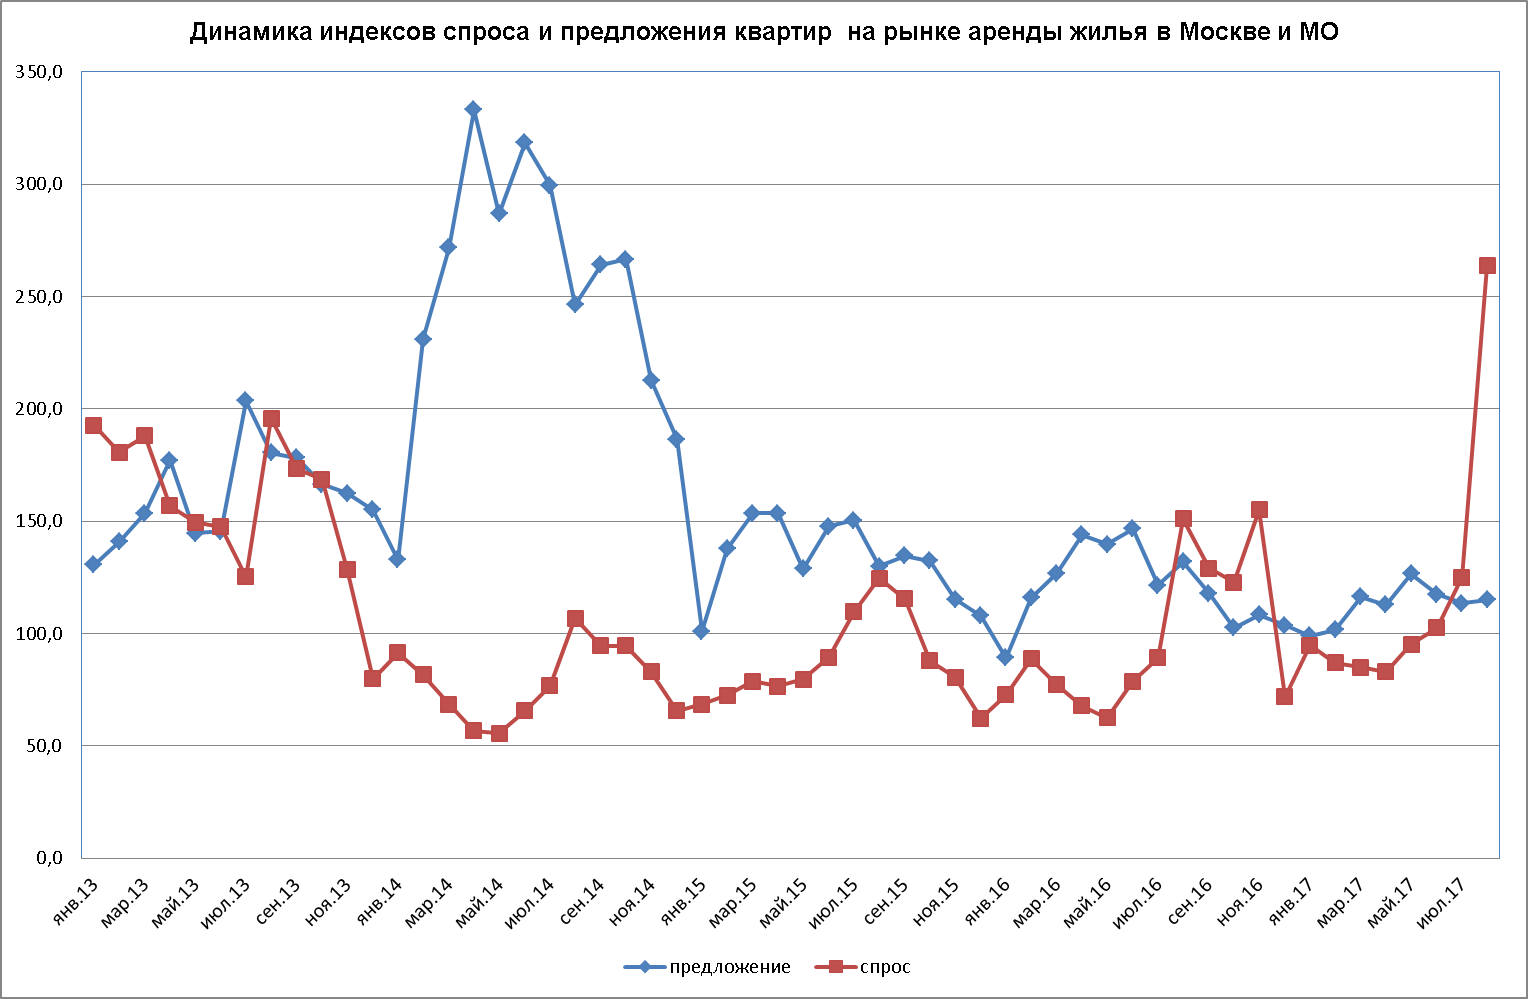 Динамика индексов спроса и предложения квартир  на рынке аренды жилья в Москве и МО
350,0
300,0
250,0
200,0
150,0
100,0
50,0
0,0
янв.13 мар.13 май.13 июл.13 сен.13 ноя.13 янв.14 мар.14 май.14 июл.14 сен.14 ноя.14 янв.15 мар.15 май.15 июл.15 сен.15 ноя.15 янв.16 мар.16 май.16 июл.16 сен.16 ноя.16 янв.17 мар.17 май.17 июл.17
предложение спрос